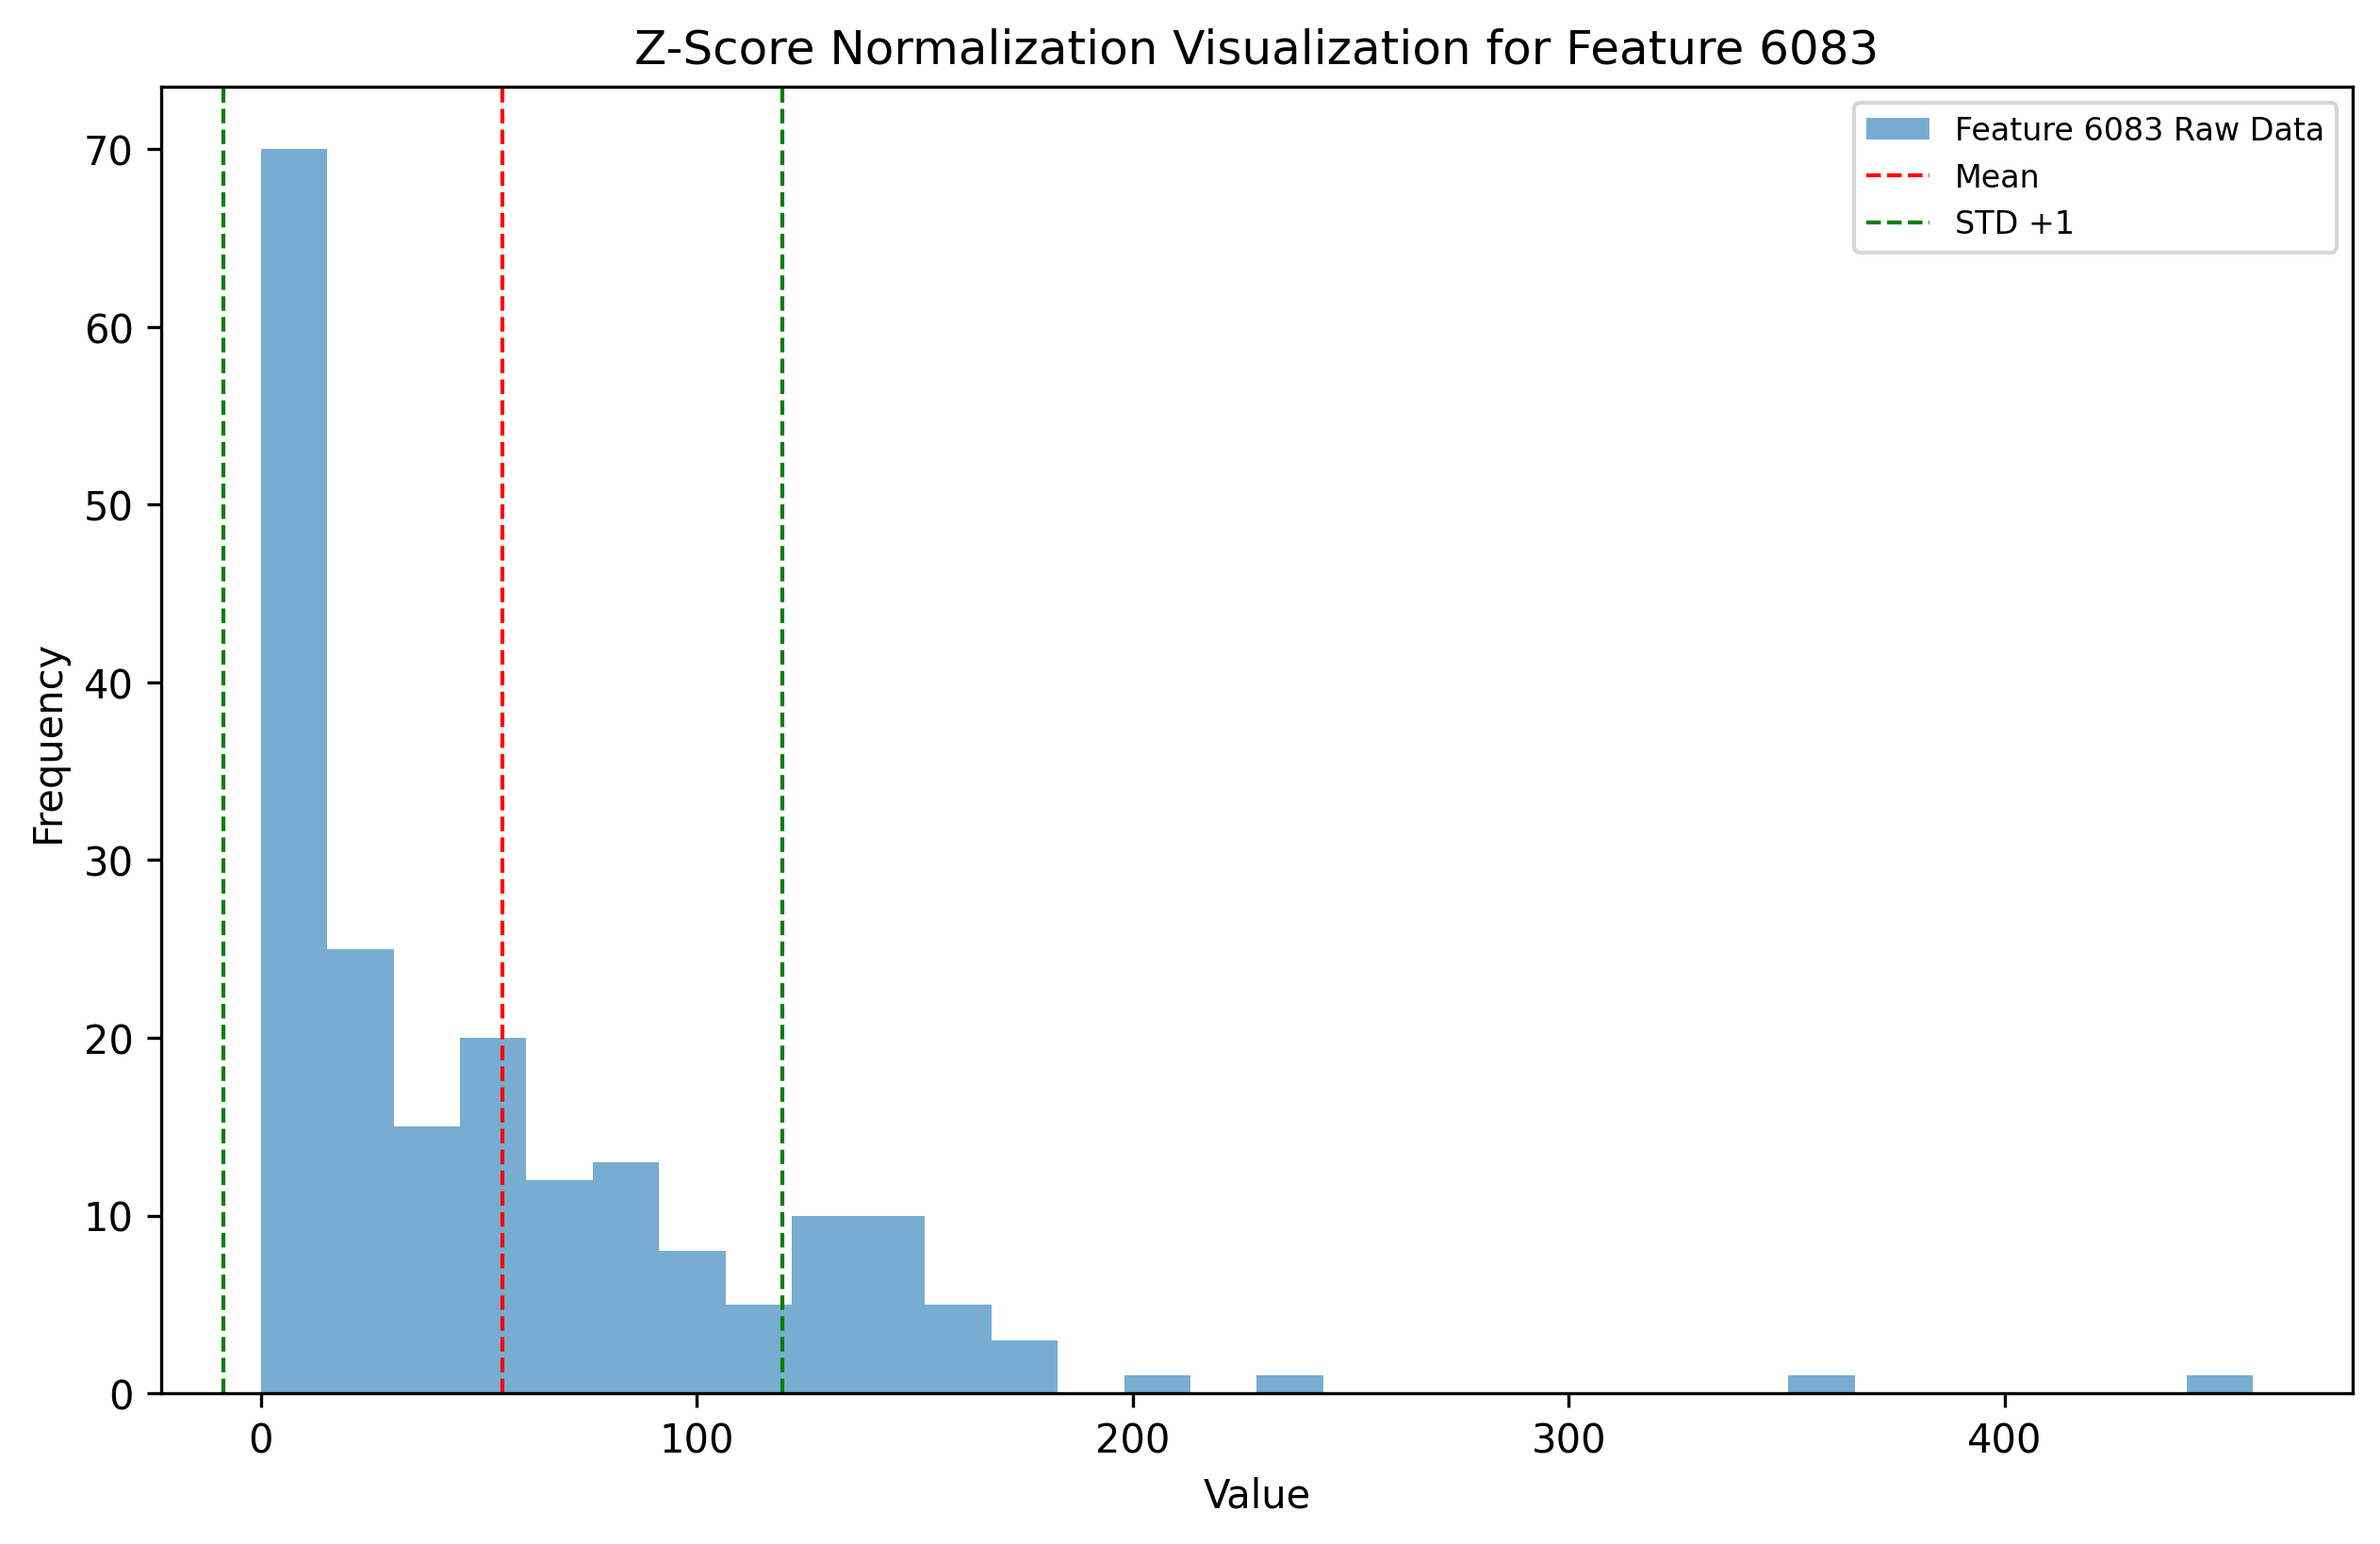 Z-Score Normalization Visualization for Feature 6083
Feature 6083 Raw Data
Mean
STD +1
70
60
50
40
30
20
10
0
Frequency
0 100 200 300 400
Value